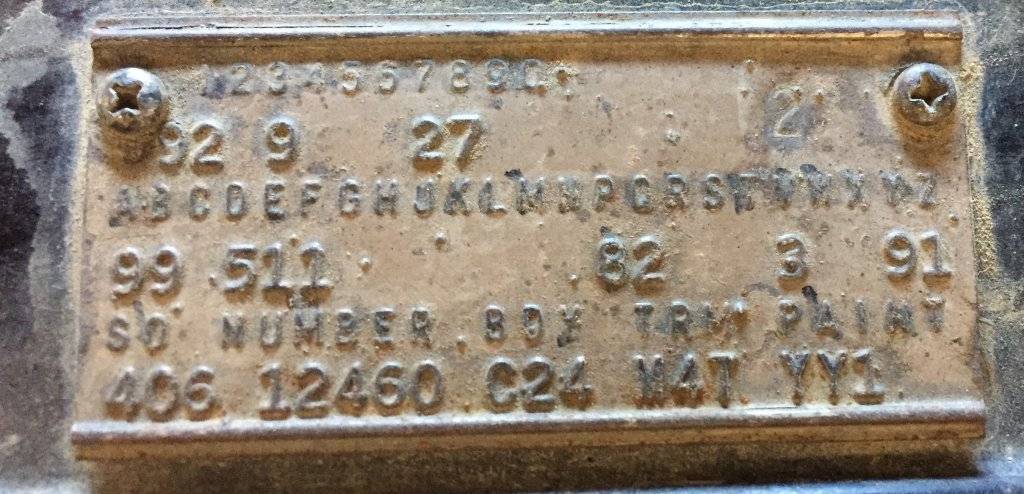 1234567890
92 9 27 2
ABCDEFGHJKLMNPQRSTVWXYZ
99 511 82 3 91
SO NUMBER BDY TRM PAINT
406 12460 C24 M4T YY1